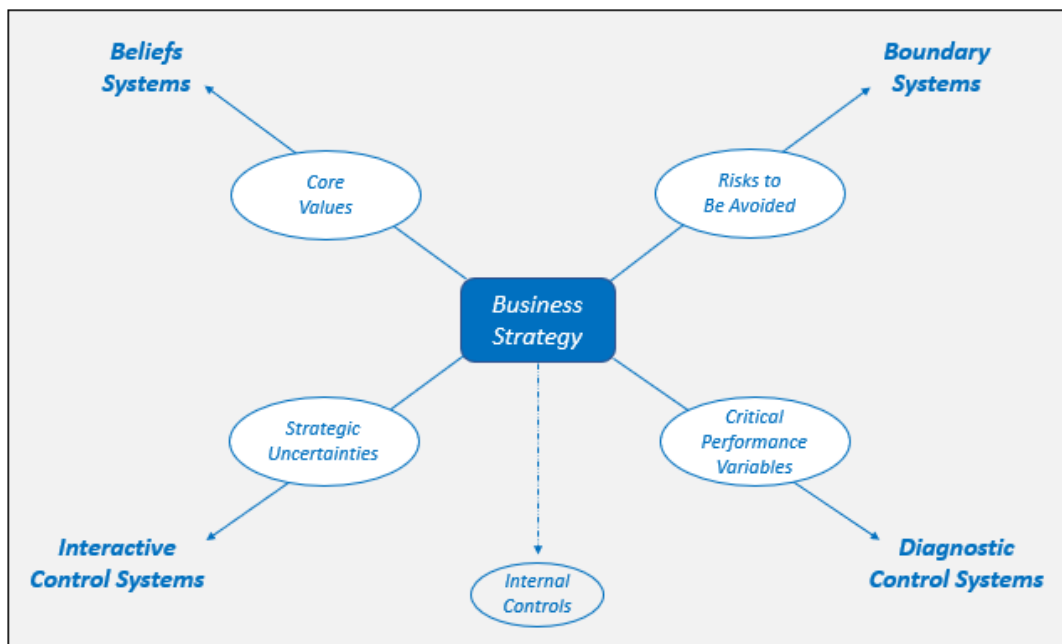 Beliefs
Systems
Boundary
Systems
Core
Values
Risks to
Be Avoided
Business
Strategy
Strategic
Uncertainties
Critical
Performance
Variables
Interactive
Control Systems
Internal
Controls
Diagnostic
Control Systems